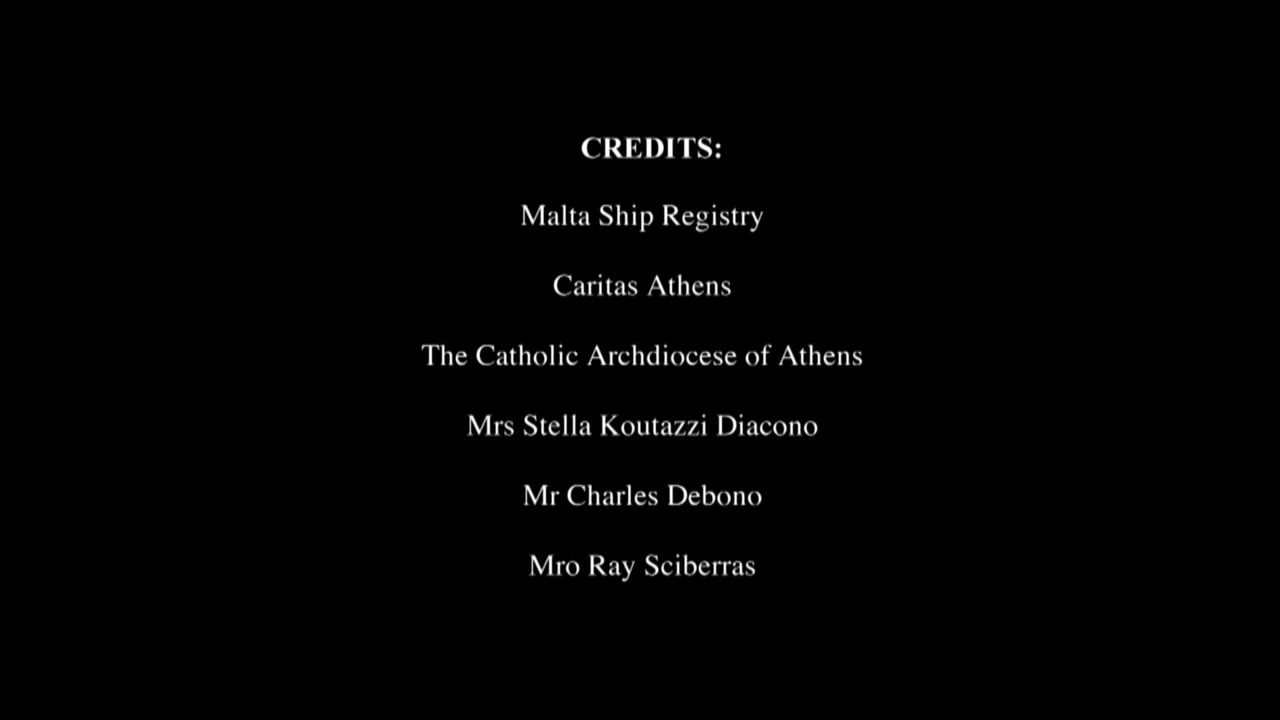 CREDITS:
Malta Ship Registry
Caritas Athens
The Catholic Archdiocese of Athens
Mrs Stella Koutazzi Diacono
Mr Charles Debono
Mro Ray Sciberras